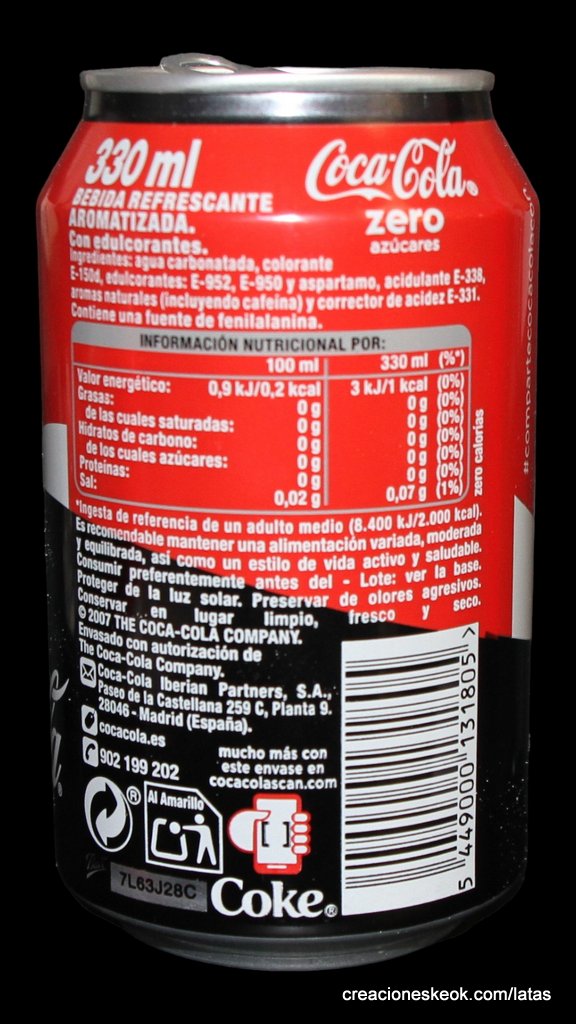 330 ml
BEBIDA REFRESCANTE
AROMATIZADA.
Con edulcorantes.
Coca-Cola®
zero
azúcares
Ingredientes: agua carbonatada, colorante
E-150d, edulcorantes: E-952, E-950 y aspartamo, acidulante E-338,
aromas naturales (incluyendo cafeína) y corrector de acidez E-331.
Contiene una fuente de fenilalanina.
INFORMACIÓN NUTRICIONAL POR:
100 ml 330 ml (%*)
Valor energético: 0,9 kJ/0,2 kcal 3 kJ/1 kcal (0%)
Grasas: 0 g 0 g (0%)
de las cuales saturadas: 0 g 0 g (0%)
Hidratos de carbono: 0 g 0 g (0%)
de los cuales azúcares: 0 g 0 g (0%)
Proteínas: 0 g 0 g (0%)
Sal: 0,02 g 0,07 g (1%)
zero calorías
#compartecocacola
*Ingesta de referencia de un adulto medio (8.400 kJ/2.000 kcal).
Es recomendable mantener una alimentación variada, moderada
y equilibrada, así como un estilo de vida activo y saludable.
Consumir preferentemente antes del - Lote: ver la base.
Proteger de la luz solar. Preservar de olores agresivos.
Conservar en lugar limpio, fresco y seco.
© 2007 THE COCA-COLA COMPANY.
Envasado con autorización de
The Coca-Cola Company.
Coca-Cola Iberian Partners, S.A.,
Paseo de la Castellana 259 C, Planta 9.
28046 - Madrid (España).
cocacola.es
902 199 202
mucho más con
este envase en
cocacolascan.com
®
Al Amarillo
7L63J28C
Coke®
5 449000 131805 >
creacioneskeok.com/latas